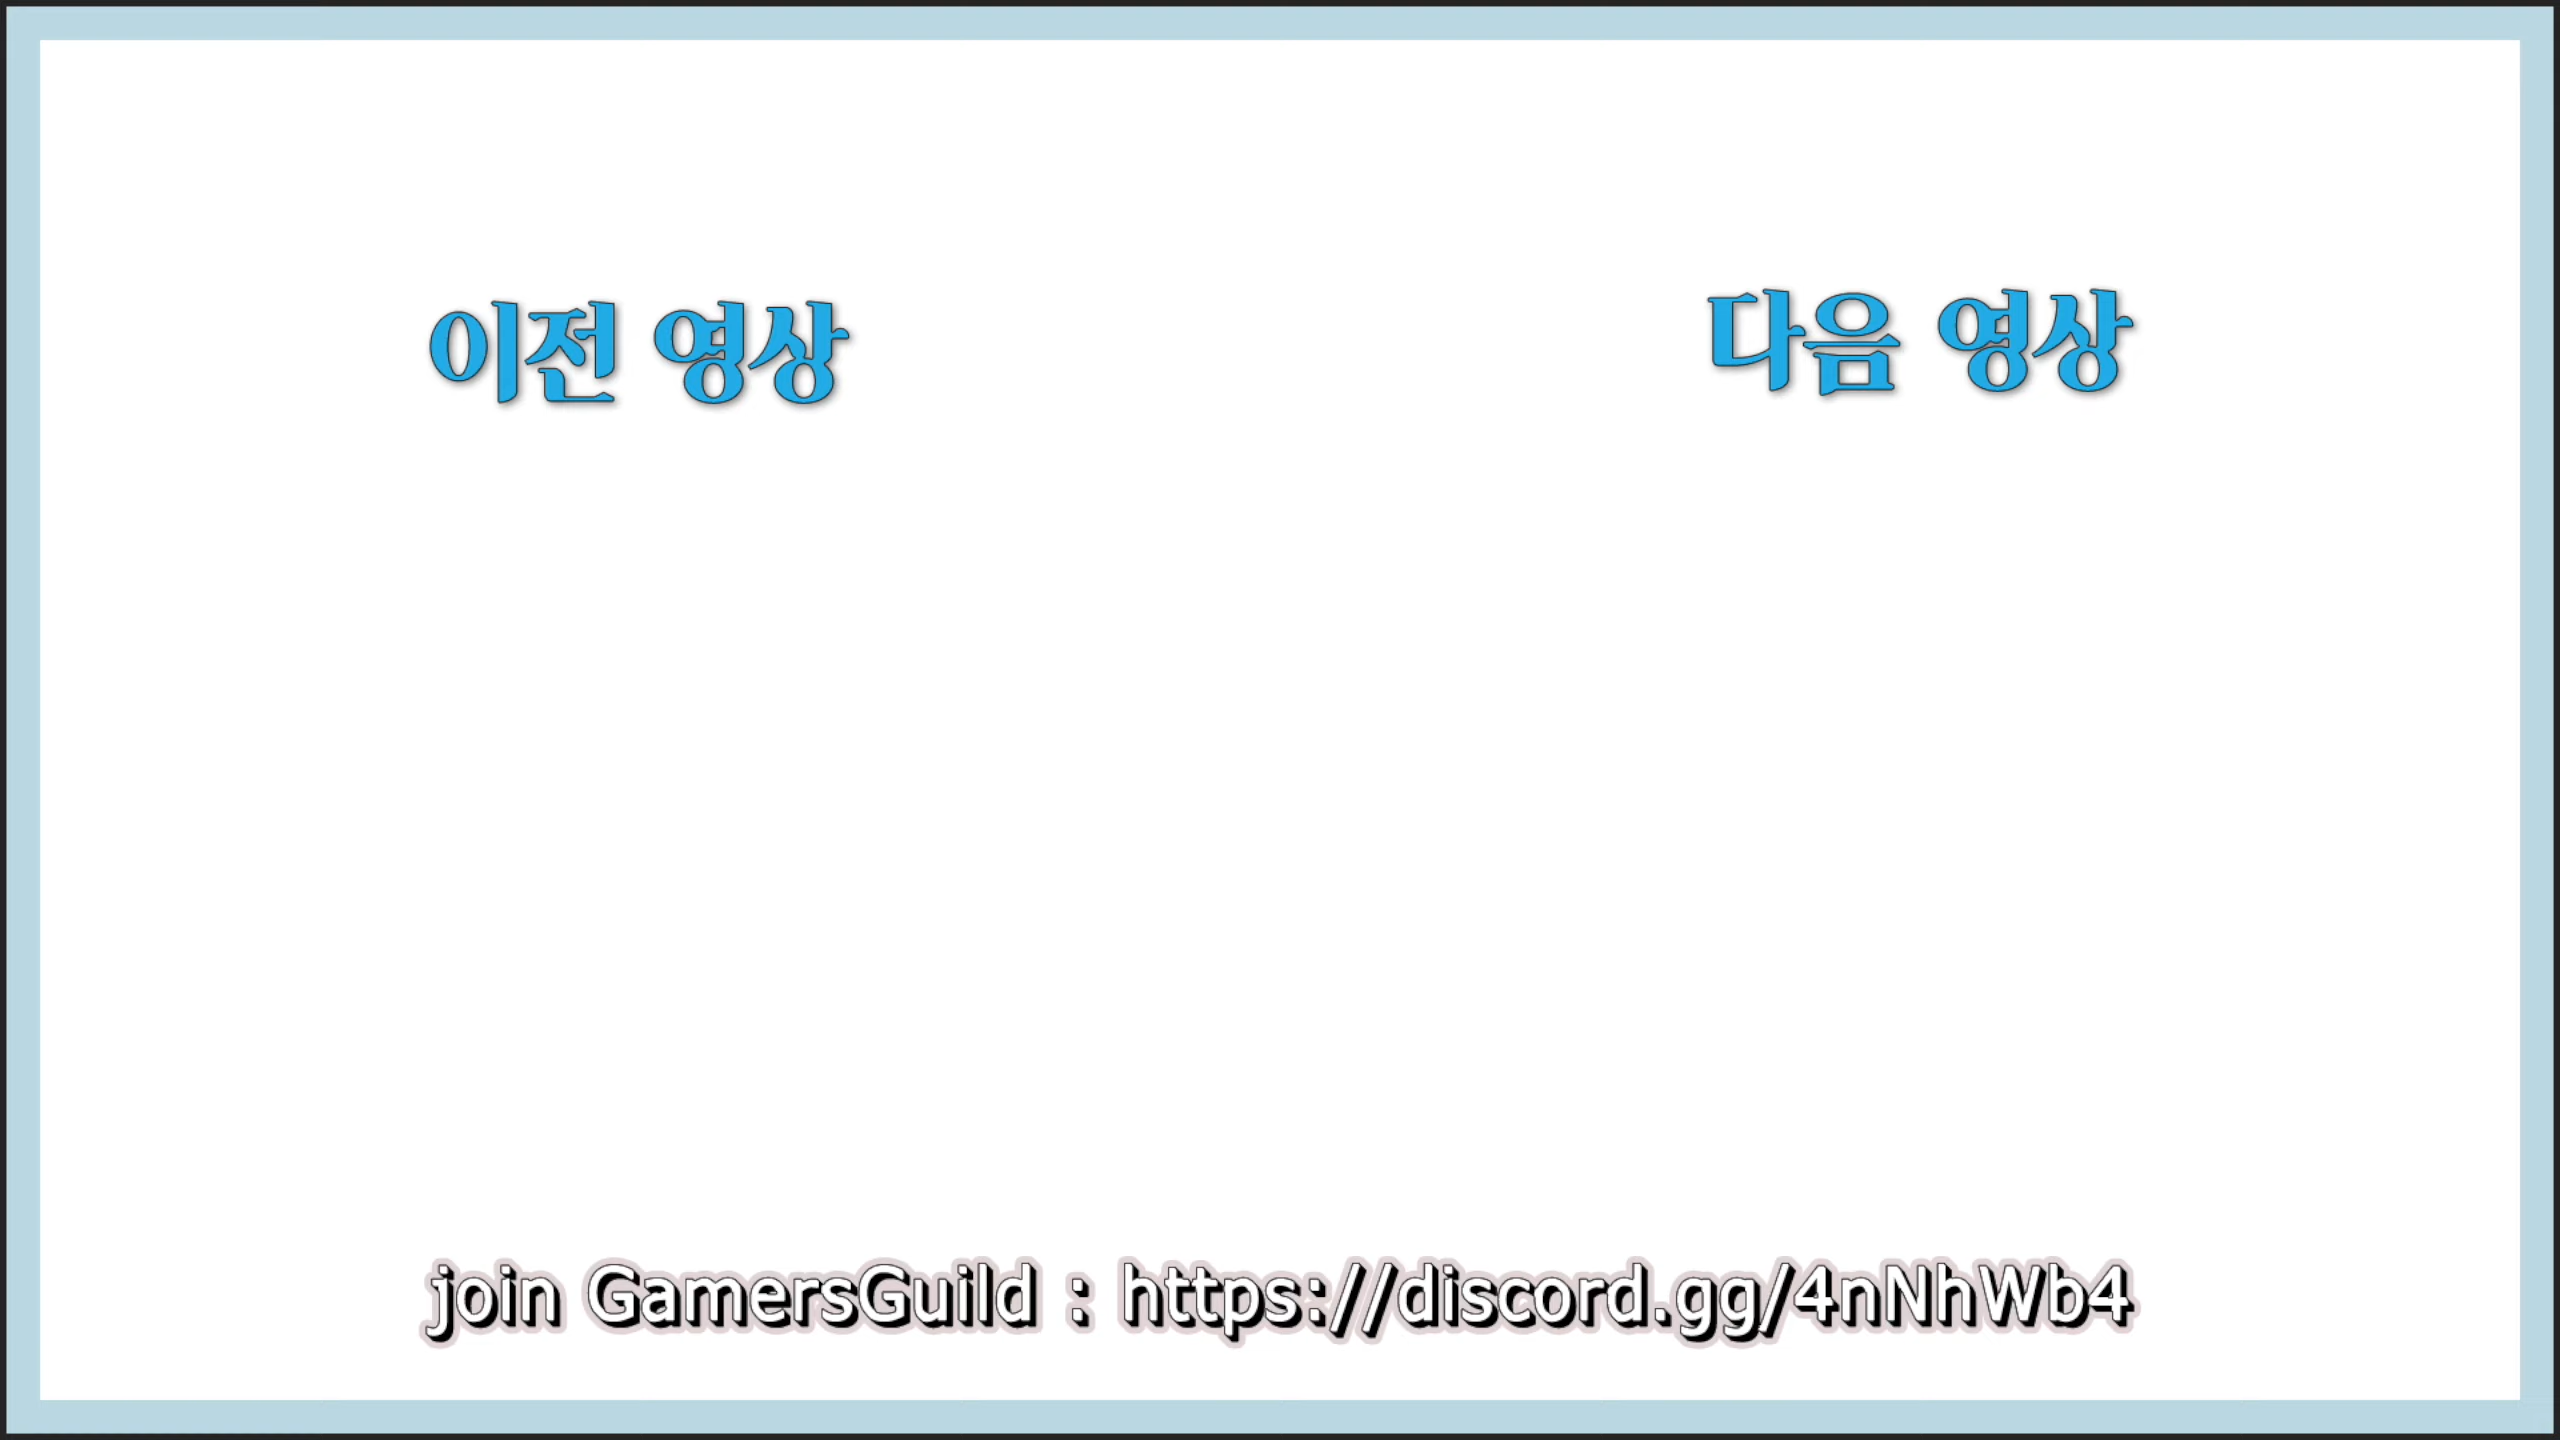 이전 영상
다음 영상
join GamersGuild : https://discord.gg/4nNhWb4